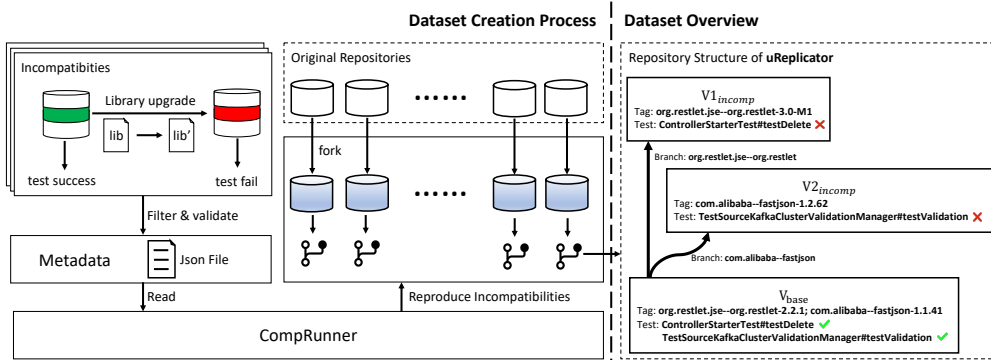 Dataset Creation Process
Dataset Overview
Incompatibities
Library upgrade
lib
lib'
test success
test fail
Filter & validate
Metadata
Json File
Read
CompRunner
Original Repositories
......
fork
......
Reproduce Incompatibilities
Repository Structure of uReplicator
V1incomp
Tag: org.restlet.jse--org.restlet-3.0-M1
Test: ControllerStarterTest#testDelete
Branch: org.restlet.jse--org.restlet
V2incomp
Tag: com.alibaba--fastjson-1.2.62
Test: TestSourceKafkaClusterValidationManager#testValidation
Branch: com.alibaba--fastjson
Vbase
Tag: org.restlet.jse--org.restlet-2.2.1; com.alibaba--fastjson-1.1.41
Test: ControllerStarterTest#testDelete
TestSourceKafkaClusterValidationManager#testValidation